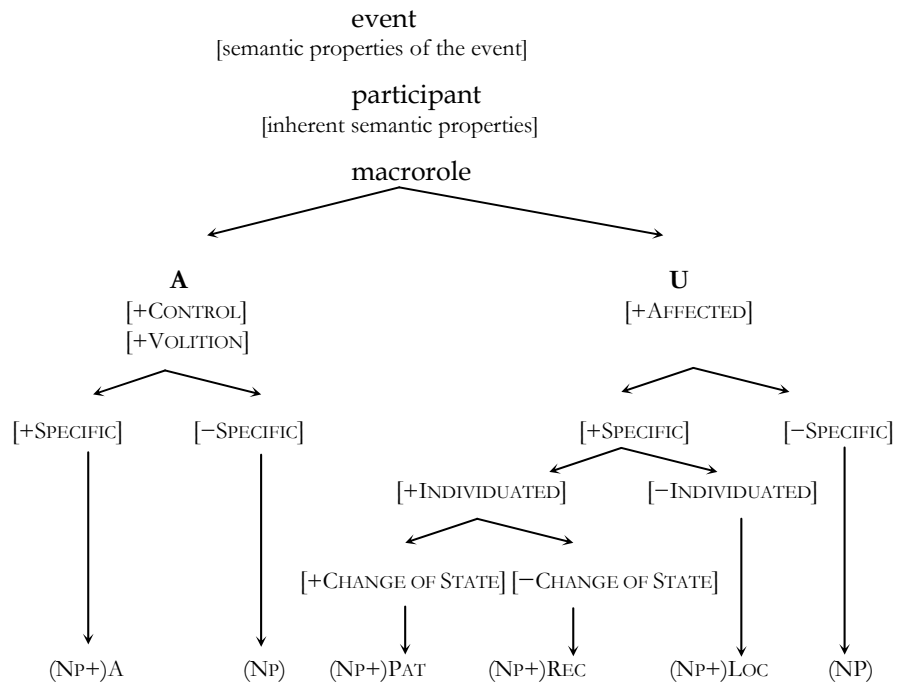 event
[semantic properties of the event]
participant
[inherent semantic properties]
macrorole
A U
[+CONTROL] [+AFFECTED]
[+VOLITION]
[+SPECIFIC] [−SPECIFIC] [+SPECIFIC] [−SPECIFIC]
[+INDIVIDUATED] [−INDIVIDUATED]
[+CHANGE OF STATE] [−CHANGE OF STATE]
(NP+)A (NP) (NP+)PAT (NP+)REC (NP+)LOC (NP)